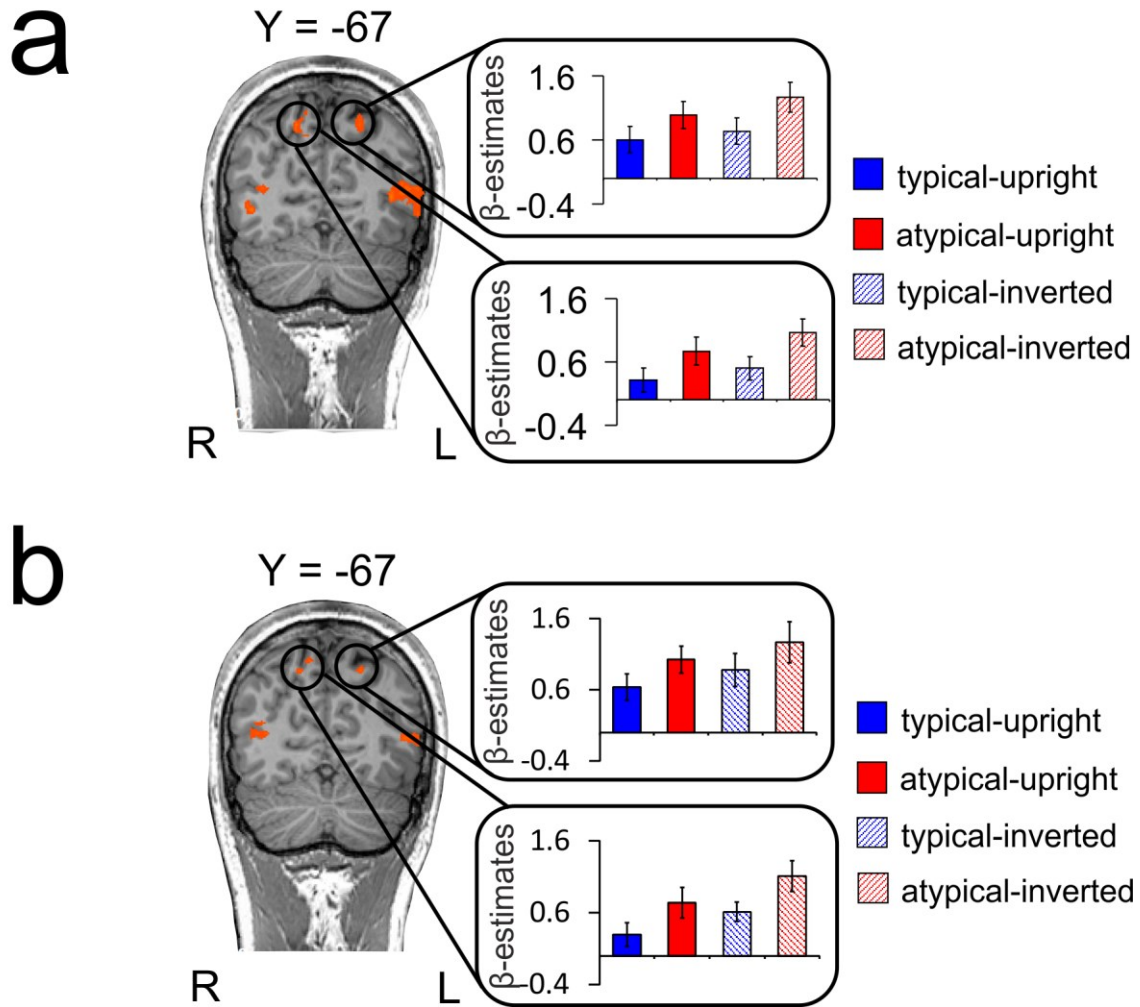 a
Y = -67
β-estimates
1.6
0.6
-0.4
β-estimates
1.6
0.6
-0.4
typical-upright
atypical-upright
typical-inverted
atypical-inverted
R
L
b
Y = -67
β-estimates
1.6
0.6
-0.4
β-estimates
1.6
0.6
-0.4
typical-upright
atypical-upright
typical-inverted
atypical-inverted
R
L